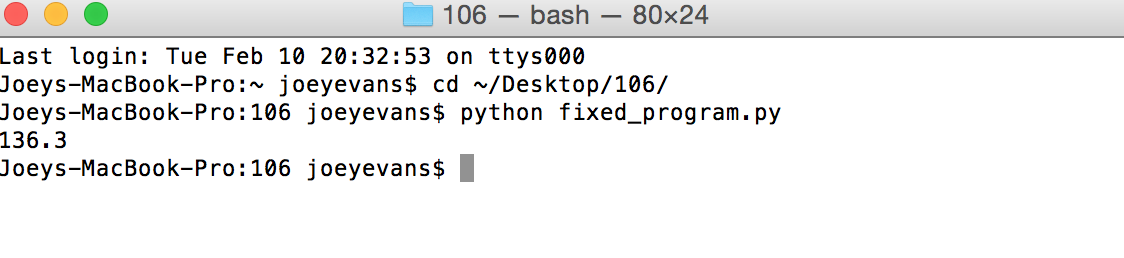 106 — bash — 80×24
Last login: Tue Feb 10 20:32:53 on ttys000
Joeys-MacBook-Pro:~ joeyevans$ cd ~/Desktop/106/
Joeys-MacBook-Pro:106 joeyevans$ python fixed_program.py
136.3
Joeys-MacBook-Pro:106 joeyevans$